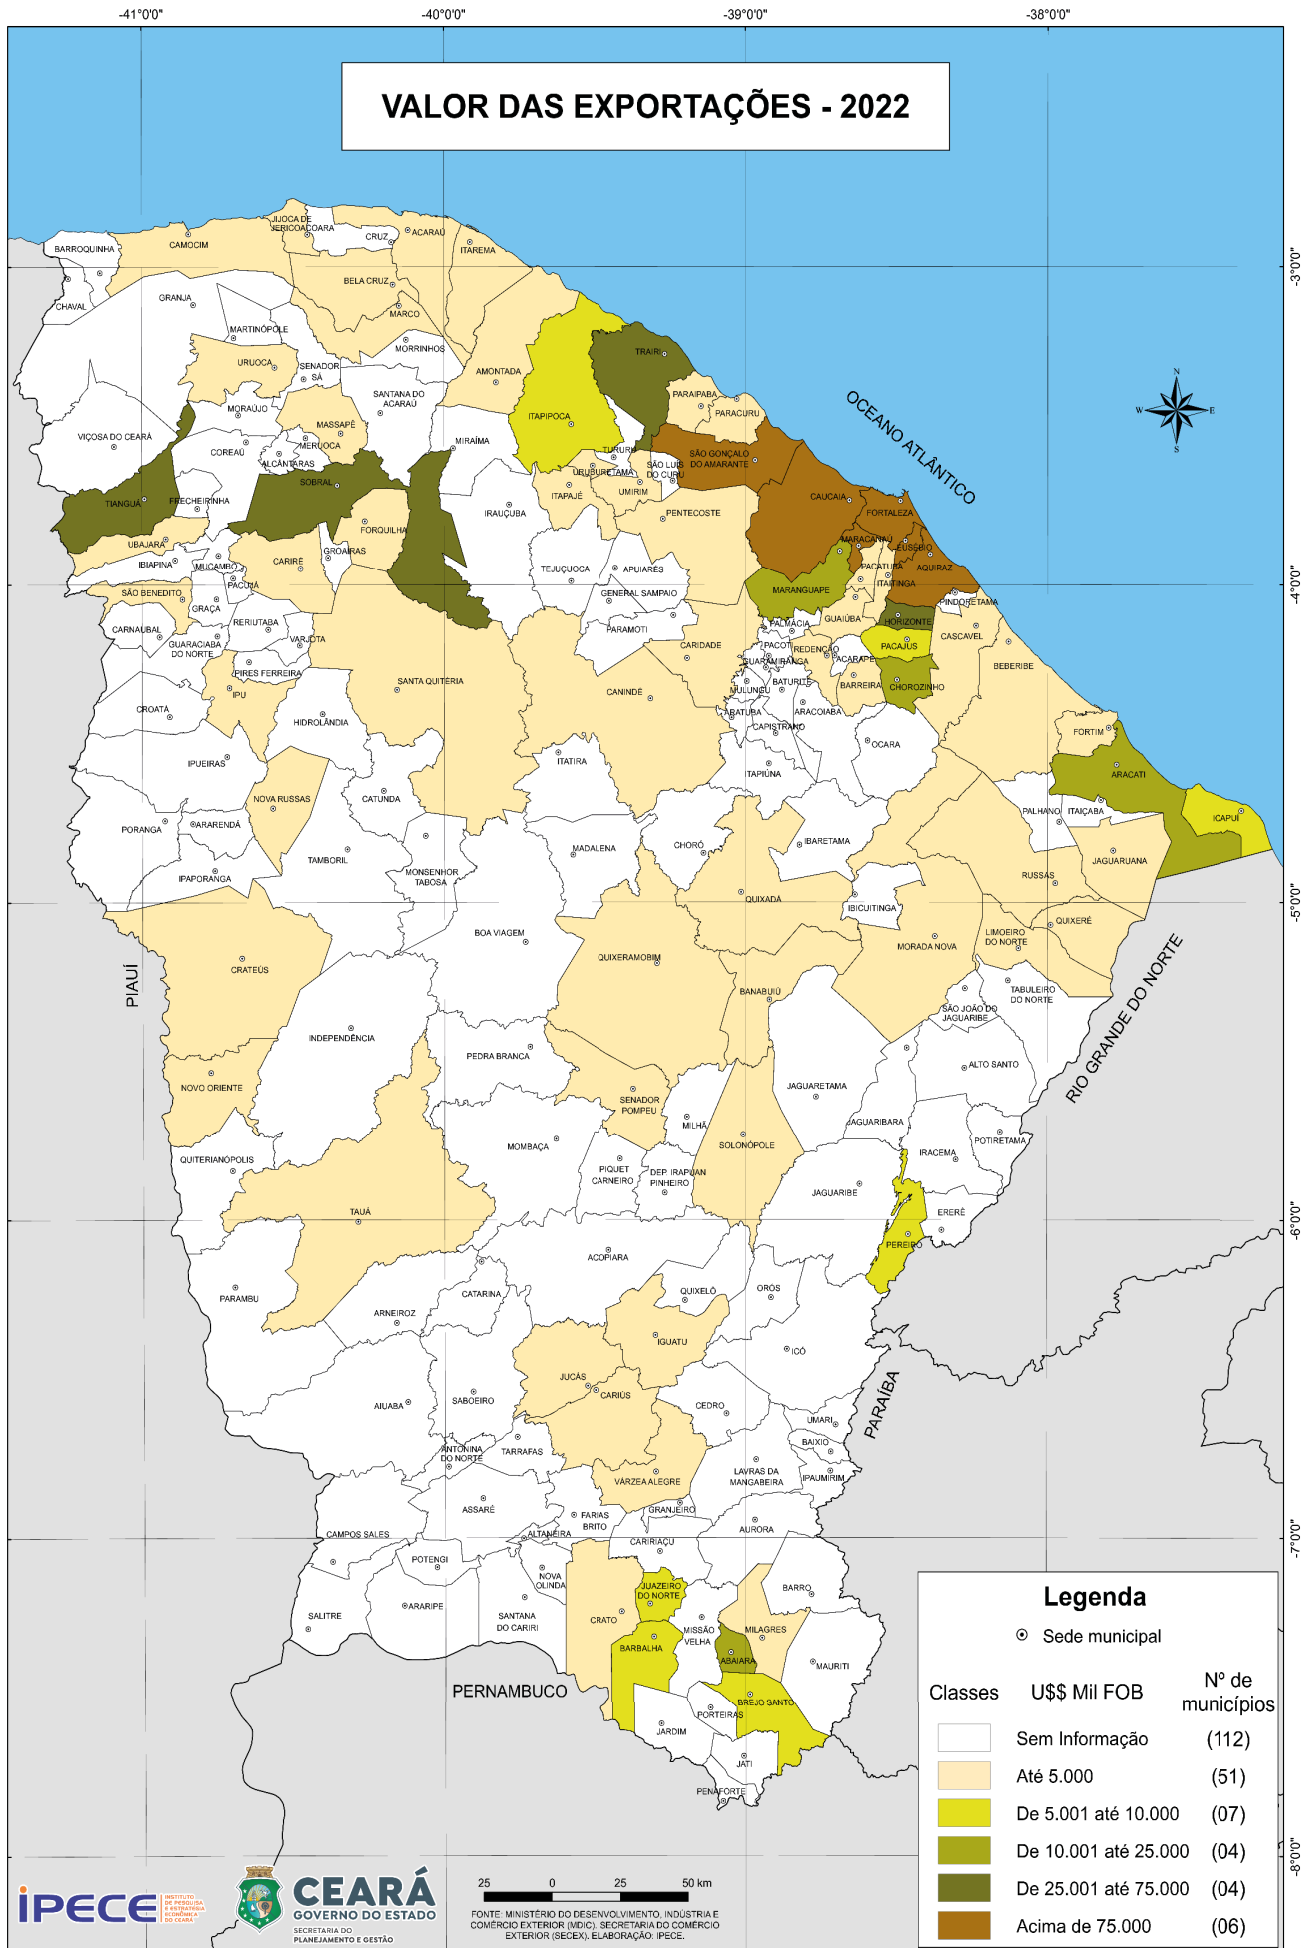 -41°0'0"
-40°0'0"
-39°0'0"
-38°0'0"
VALOR DAS EXPORTAÇÕES - 2022
-3°0'0"
-4°0'0"
-5°0'0"
-6°0'0"
-7°0'0"
-8°0'0"
OCEANO ATLÂNTICO
N
W
E
S
PIAUÍ
RIO GRANDE DO NORTE
PARAÍBA
PERNAMBUCO
BARROQUINHA
CHAVAL
CAMOCIM
JIJOCA DE
JERICOACOARA
CRUZ
ACARAÚ
ITAREMA
BELA CRUZ
MARCO
GRANJA
MARTINÓPOLE
MORRINHOS
URUOCA
SENADOR
SÁ
AMONTADA
TRAIRI
PARAIPABA
PARACURU
ITAPIPOCA
SANTANA DO
ACARAÚ
MORAÚJO
MASSAPÊ
VIÇOSA DO CEARÁ
COREAÚ
MERUOCA
ALCÂNTARAS
MIRAÍMA
TURURU
URUBURETAMA
SÃO LUIS
DO CURU
SÃO GONÇALO
DO AMARANTE
TIANGUÁ
FRECHEIRINHA
SOBRAL
IRAUÇUBA
ITAPAJÉ
UMIRIM
PENTECOSTE
CAUCAIA
FORTALEZA
FORQUILHA
UBAJARA
IBIAPINA
MUCAMBO
PACUJÁ
CARIRÉ
GROAÍRAS
TEJUÇUOCA
APUIARÉS
GENERAL SAMPAIO
PARAMOTI
MARACANAÚ
EUSÉBIO
PACATUBA
AQUIRAZ
ITAITINGA
MARANGUAPE
SÃO BENEDITO
GRAÇA
CARNAUBAL
GUARACIABA
DO NORTE
RERIUTABA
VARJOTA
PIRES FERREIRA
IPU
PINDORETAMA
GUAIÚBA
HORIZONTE
CASCAVEL
PALMÁCIA
PACOTI
REDENÇÃO
PACAJUS
BEBERIBE
GUARAMIRANGA
ACARAPE
CARIDADE
MULUNGU
BATURITÉ
BARREIRA
CHOROZINHO
CROATÁ
HIDROLÂNDIA
SANTA QUITÉRIA
CANINDÉ
ARATUBA
ARACOIABA
CAPISTRANO
OCARA
FORTIM
ARACATI
IPUEIRAS
CATUNDA
ITATIRA
ITAPIÚNA
NOVA RUSSAS
PORANGA
ARARENDÁ
IPAPORANGA
TAMBORIL
MONSENHOR
TABOSA
MADALENA
CHORÓ
IBARETAMA
PALHANO
ITAIÇABA
ICAPUÍ
JAGUARUANA
RUSSAS
QUIXADÁ
IBICUITINGA
QUIXERÉ
LIMOEIRO
DO NORTE
MORADA NOVA
BOA VIAGEM
QUIXERAMOBIM
CRATEÚS
BANABUIÚ
TABULEIRO
DO NORTE
SÃO JOÃO DO
JAGUARIBE
INDEPENDÊNCIA
PEDRA BRANCA
ALTO SANTO
NOVO ORIENTE
SENADOR
POMPEU
JAGUARETAMA
MILHÃ
JAGUARIBARA
SOLONÓPOLE
POTIRETAMA
IRACEMA
QUITERIANÓPOLIS
MOMBAÇA
PIQUET
CARNEIRO
DEP. IRAPUAN
PINHEIRO
JAGUARIBE
TAUÁ
ERERÊ
PEREIRO
ACOPIARA
PARAMBU
CATARINA
QUIXELÔ
ORÓS
ARNEIROZ
IGUATU
ICÓ
JUCÁS
CARIÚS
AIUABA
SABOEIRO
CEDRO
UMARI
BAIXIO
IPAUMIRIM
ANTONINA
DO NORTE
TARRAFAS
VÁRZEA ALEGRE
LAVRAS DA
MANGABEIRA
ASSARÉ
FARIAS
BRITO
GRANJEIRO
AURORA
CAMPOS SALES
ALTANEIRA
CARIRIAÇU
POTENGI
NOVA
OLINDA
BARRO
JUAZEIRO
DO NORTE
SALITRE
ARARIPE
SANTANA
DO CARIRI
CRATO
MISSÃO
VELHA
MILAGRES
BARBALHA
ABAIARA
MAURITI
BREJO SANTO
PORTEIRAS
JARDIM
JATI
PENAFORTE
Legenda
Sede municipal
Classes
U$$ Mil FOB
Nº de
municípios
Sem Informação (112)
Até 5.000 (51)
De 5.001 até 10.000 (07)
De 10.001 até 25.000 (04)
De 25.001 até 75.000 (04)
Acima de 75.000 (06)
İPECE
INSTITUTO
DE PESQUISA
E ESTRATÉGIA
ECONÔMICA
DO CEARÁ
CEARÁ
GOVERNO DO ESTADO
SECRETARIA DO
PLANEJAMENTO E GESTÃO
25 0 25 50 km
FONTE: MINISTÉRIO DO DESENVOLVIMENTO, INDÚSTRIA E
COMÉRCIO EXTERIOR (MDIC). SECRETARIA DO COMÉRCIO
EXTERIOR (SECEX). ELABORAÇÃO: IPECE.